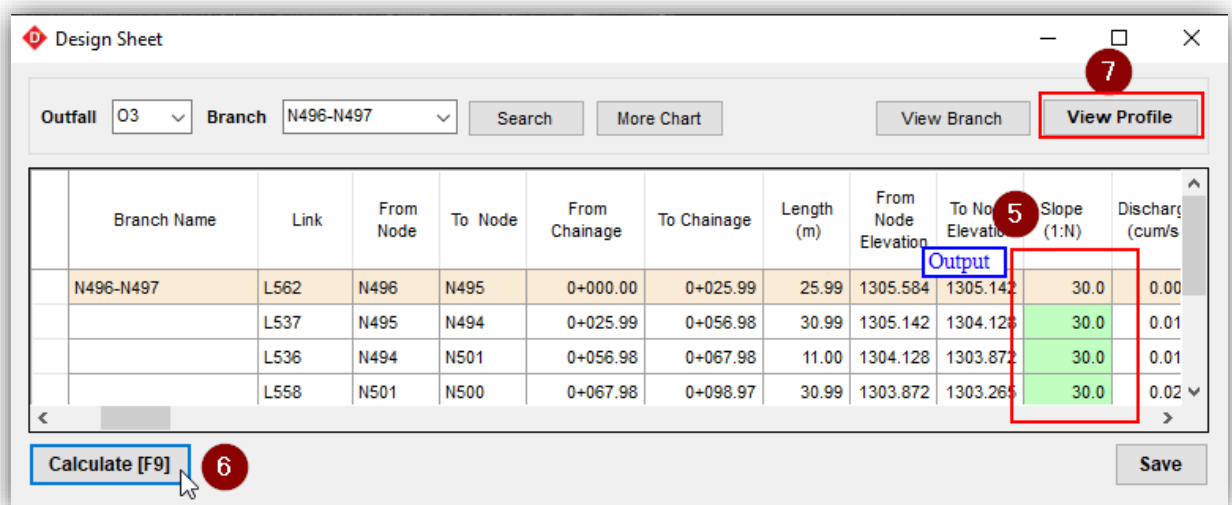 Design Sheet
7
Outfall O3 Branch N496-N497 Search More Chart View Branch View Profile
Branch Name Link From Node To Node From Chainage To Chainage Length (m) From Node Elevation To No Elevatio 5 Slope (1:N) Discharg (cum/s
Output
N496-N497 L562 N496 N495 0+000.00 0+025.99 25.99 1305.584 1305.142 30.0 0.00
L537 N495 N494 0+025.99 0+056.98 30.99 1305.142 1304.128 30.0 0.01
L536 N494 N501 0+056.98 0+067.98 11.00 1304.128 1303.872 30.0 0.01
L558 N501 N500 0+067.98 0+098.97 30.99 1303.872 1303.265 30.0 0.02
Calculate [F9] 6 Save